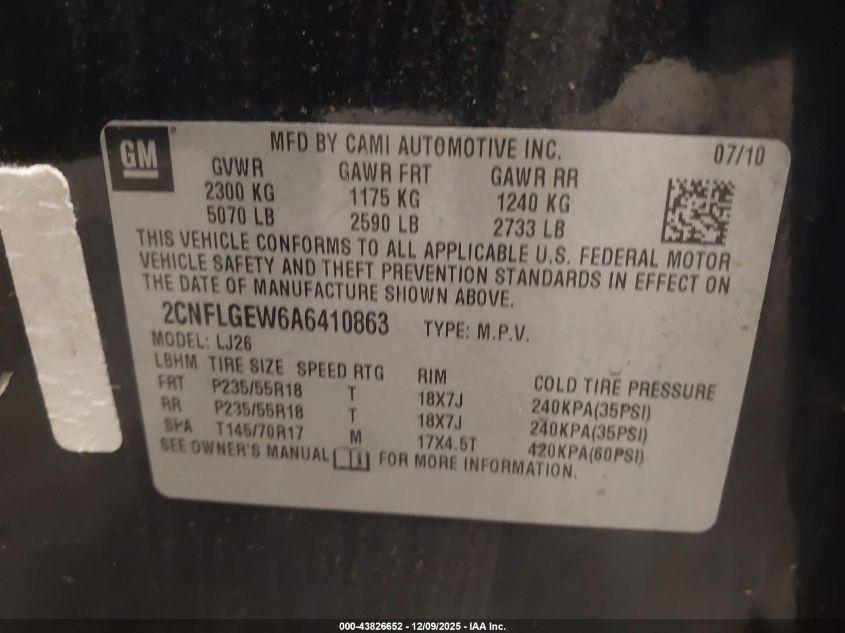 GM
MFD BY CAMI AUTOMOTIVE INC.
07/10
GVWR GAWR FRT GAWR RR
2300 KG 1175 KG 1240 KG
5070 LB 2590 LB 2733 LB
THIS VEHICLE CONFORMS TO ALL APPLICABLE U.S. FEDERAL MOTOR
VEHICLE SAFETY AND THEFT PREVENTION STANDARDS IN EFFECT ON
THE DATE OF MANUFACTURE SHOWN ABOVE.
2CNFLGEW6A6410863 TYPE: M.P.V.
MODEL: LJ26
LBHM TIRE SIZE SPEED RTG RIM COLD TIRE PRESSURE
FRT P235/55R18 T 18X7J 240KPA(35PSI)
RR P235/55R18 T 18X7J 240KPA(35PSI)
SPA T145/70R17 M 17X4.5T 420KPA(60PSI)
SEE OWNER'S MANUAL FOR MORE INFORMATION.
000-43826652 - 12/09/2025 - IAA Inc.